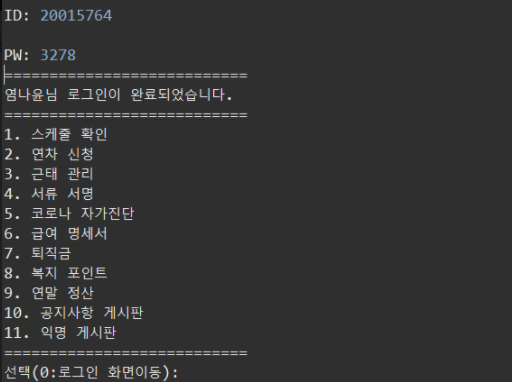 ID: 20015764
PW: 3278
===========================
염나윤님 로그인이 완료되었습니다.
===========================
1. 스케줄 확인
2. 연차 신청
3. 근태 관리
4. 서류 서명
5. 코로나 자가진단
6. 급여 명세서
7. 퇴직금
8. 복지 포인트
9. 연말 정산
10. 공지사항 게시판
11. 익명 게시판
===========================
선택(0:로그인 화면이동):